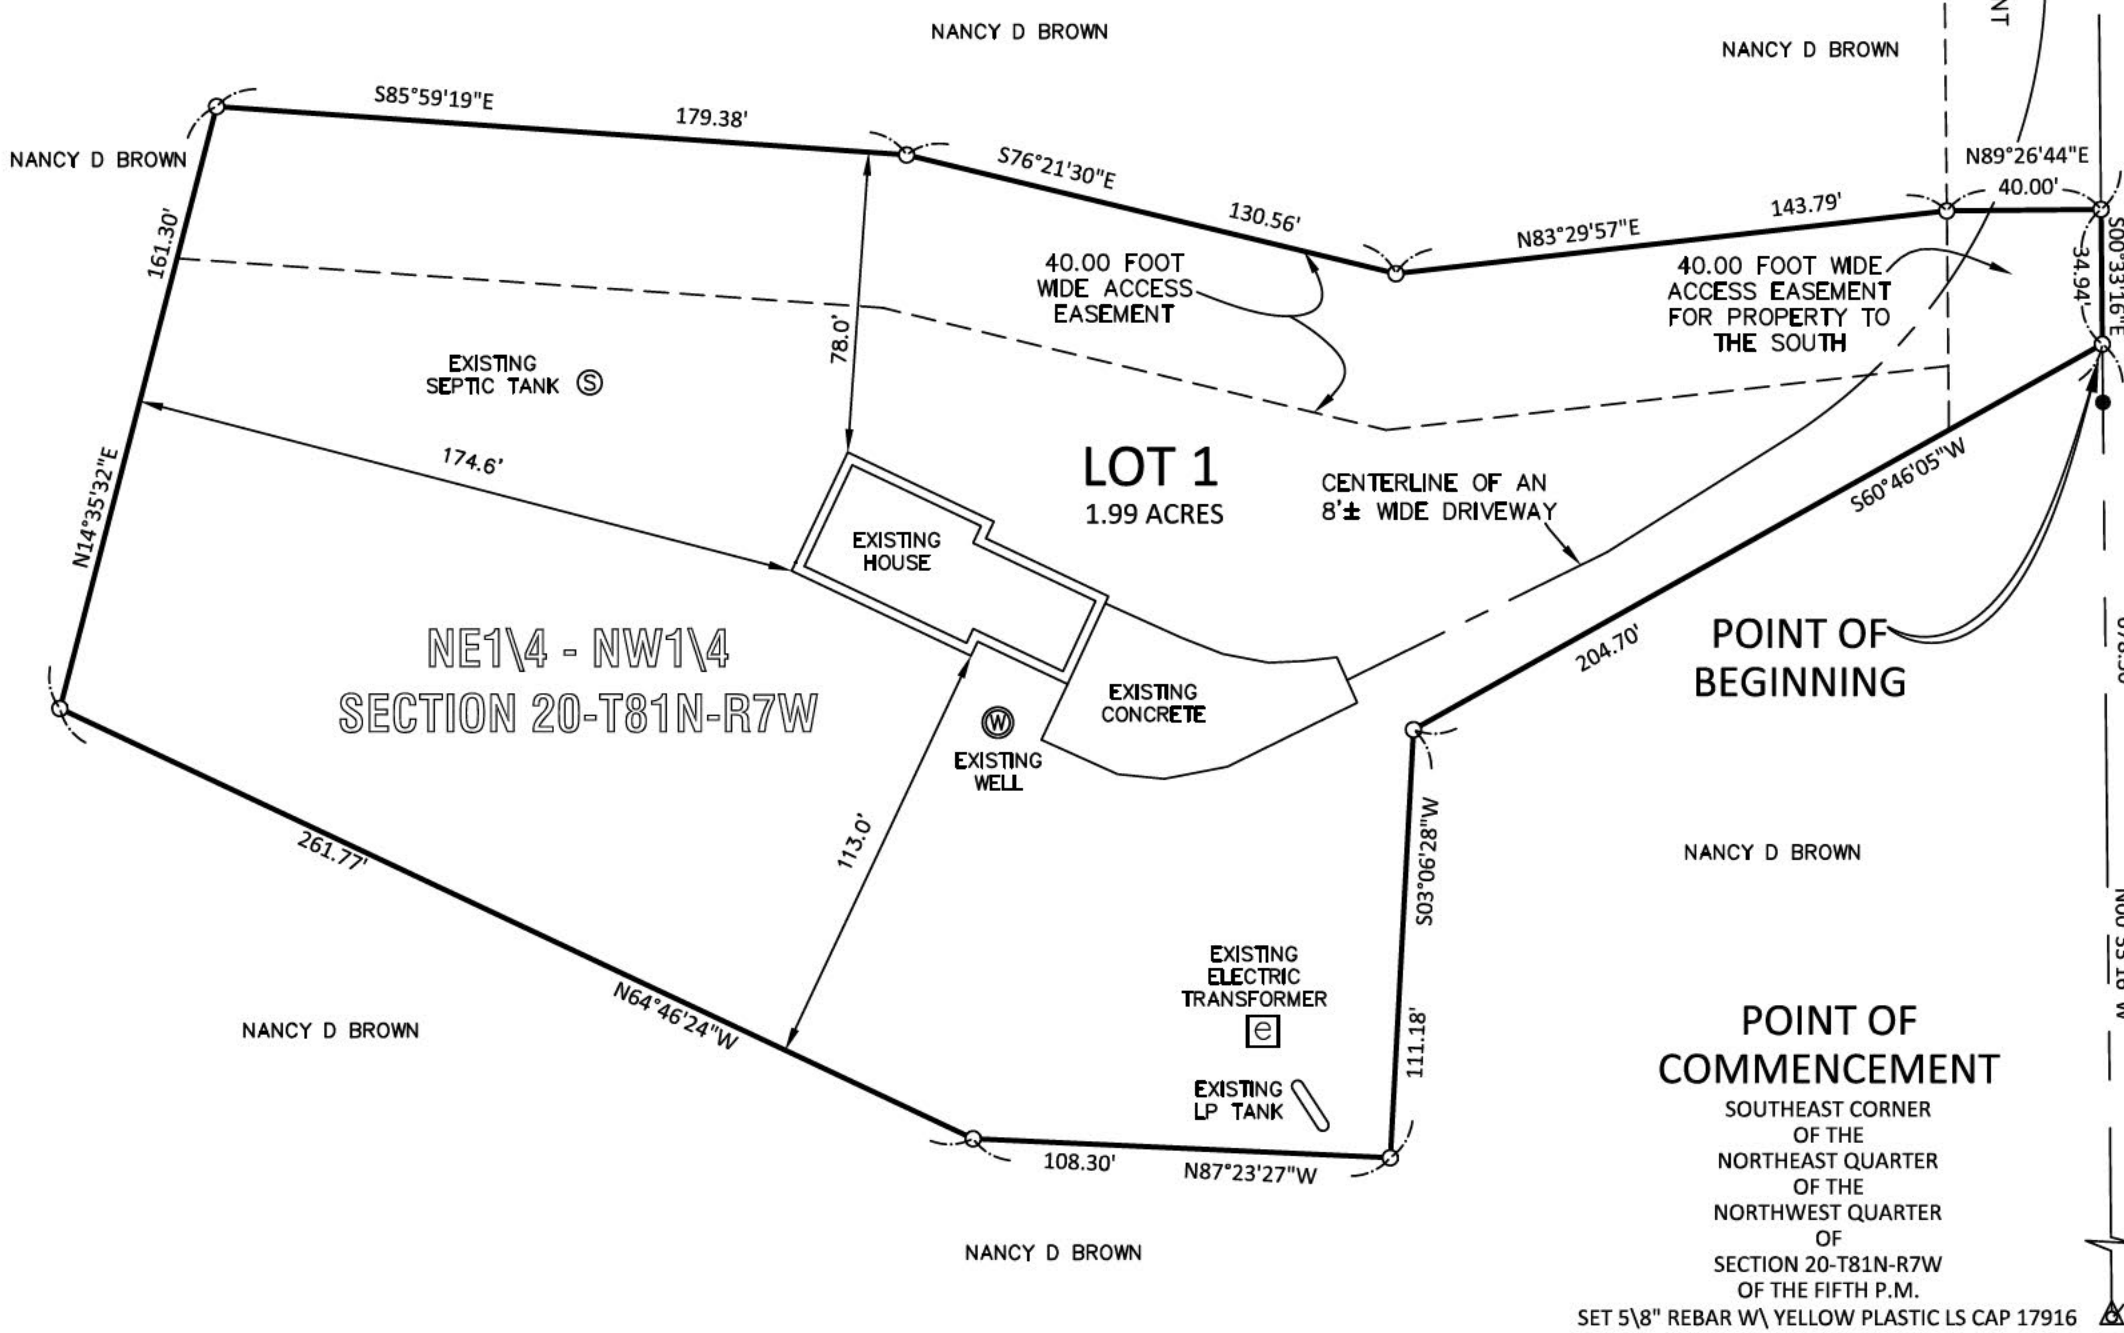 NANCY D BROWN
NANCY D BROWN
NT
S85°59'19"E
179.38'
NANCY D BROWN
S76°21'30"E
130.56'
N83°29'57"E
143.79'
N89°26'44"E
40.00'
S00°33'16"E
34.94'
161.30'
N14°35'32"E
78.0'
40.00 FOOT
WIDE ACCESS
EASEMENT
40.00 FOOT WIDE
ACCESS EASEMENT
FOR PROPERTY TO
THE SOUTH
EXISTING
SEPTIC TANK Ⓢ
174.6'
LOT 1
1.99 ACRES
CENTERLINE OF AN
8'± WIDE DRIVEWAY
S60°46'05"W
204.70'
EXISTING
HOUSE
NE1\4 - NW1\4
SECTION 20-T81N-R7W
EXISTING
CONCRETE
W
EXISTING
WELL
POINT OF
BEGINNING
113.0'
261.77'
N64°46'24"W
S03°06'28"W
111.18'
NANCY D BROWN
NANCY D BROWN
EXISTING
ELECTRIC
TRANSFORMER
e
EXISTING
LP TANK
108.30'
N87°23'27"W
NANCY D BROWN
POINT OF
COMMENCEMENT
SOUTHEAST CORNER
OF THE
NORTHEAST QUARTER
OF THE
NORTHWEST QUARTER
OF
SECTION 20-T81N-R7W
OF THE FIFTH P.M.
SET 5\8" REBAR W\ YELLOW PLASTIC LS CAP 17916